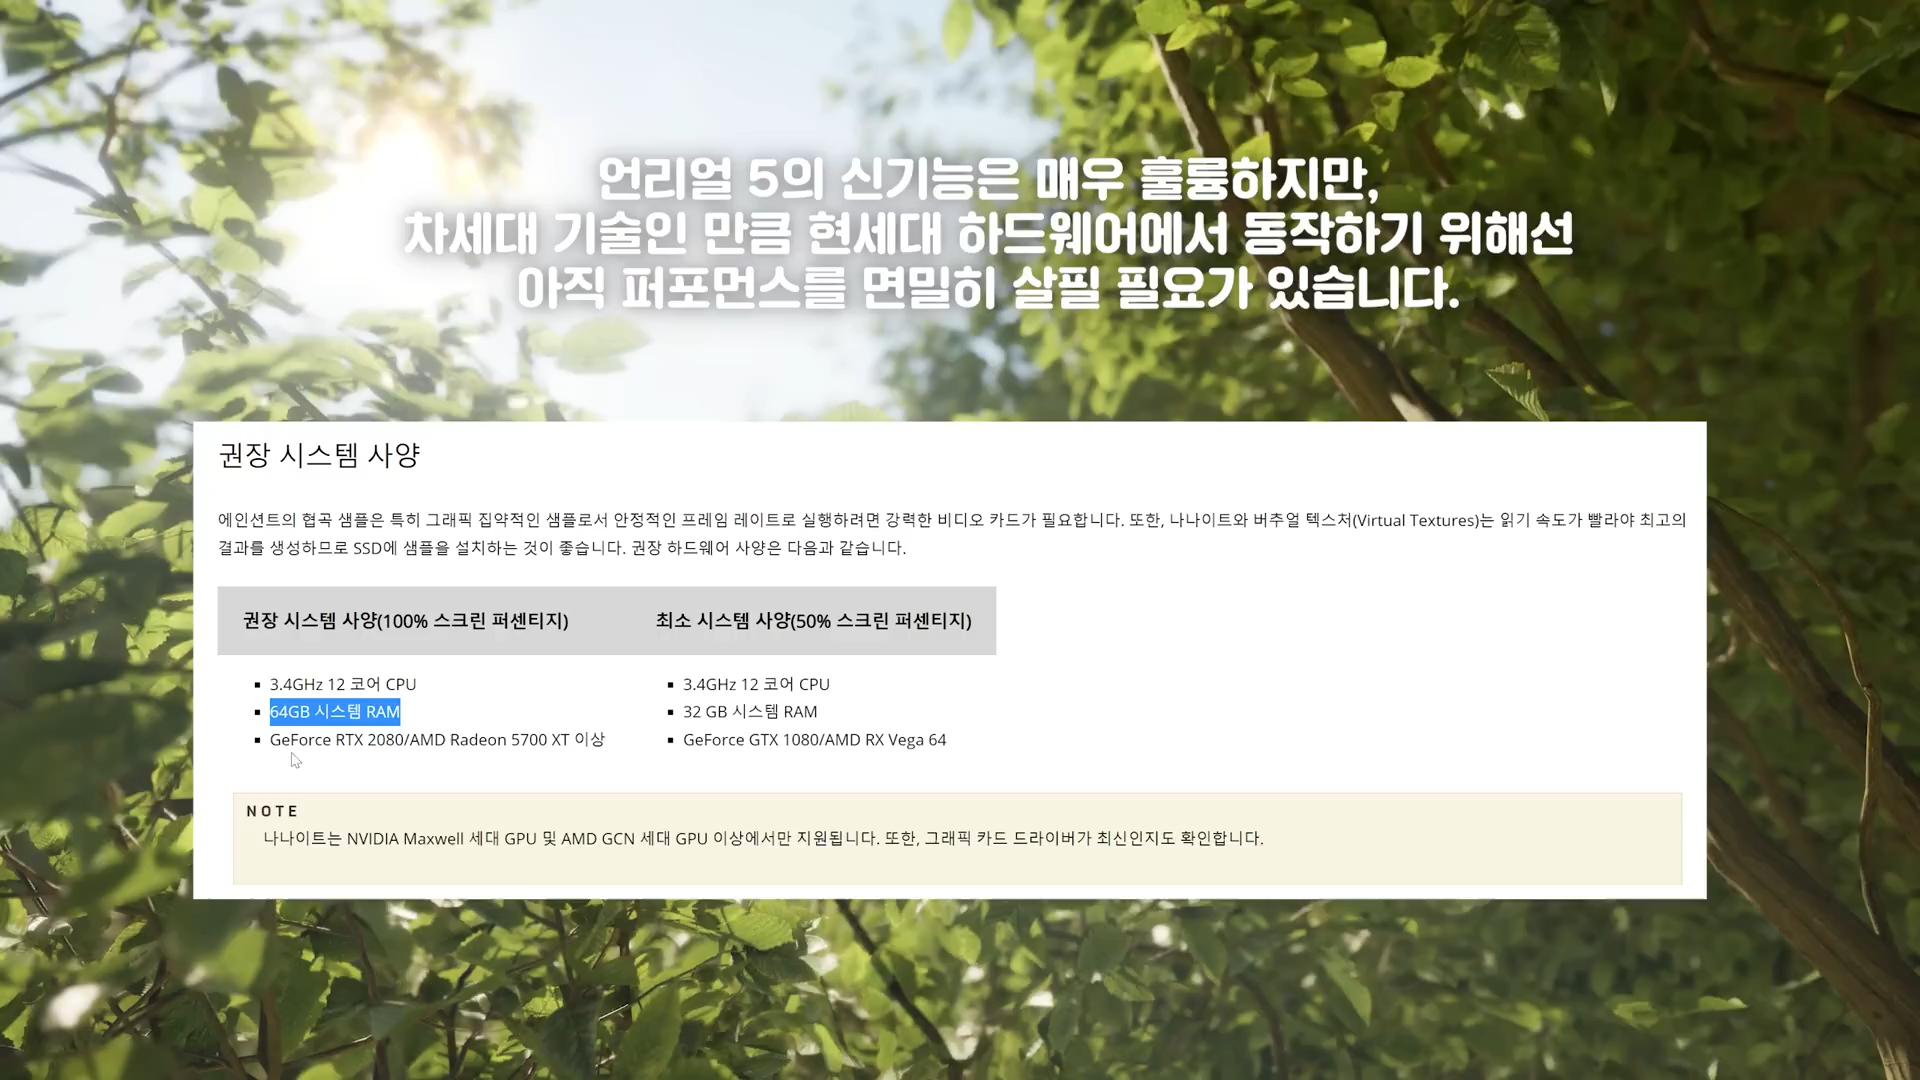 언리얼 5의 신기능은 매우 훌륭하지만,
차세대 기술인 만큼 현세대 하드웨어에서 동작하기 위해선
아직 퍼포먼스를 면밀히 살필 필요가 있습니다.
권장 시스템 사양
에인션트의 협곡 샘플은 특히 그래픽 집약적인 샘플로서 안정적인 프레임 레이트로 실행하려면 강력한 비디오 카드가 필요합니다. 또한, 나나이트와 버추얼 텍스처(Virtual Textures)는 읽기 속도가 빨라야 최고의
결과를 생성하므로 SSD에 샘플을 설치하는 것이 좋습니다. 권장 하드웨어 사양은 다음과 같습니다.
권장 시스템 사양(100% 스크린 퍼센티지)
최소 시스템 사양(50% 스크린 퍼센티지)
3.4GHz 12 코어 CPU
64GB 시스템 RAM
GeForce RTX 2080/AMD Radeon 5700 XT 이상
3.4GHz 12 코어 CPU
32 GB 시스템 RAM
GeForce GTX 1080/AMD RX Vega 64
NOTE
나나이트는 NVIDIA Maxwell 세대 GPU 및 AMD GCN 세대 GPU 이상에서만 지원됩니다. 또한, 그래픽 카드 드라이버가 최신인지도 확인합니다.